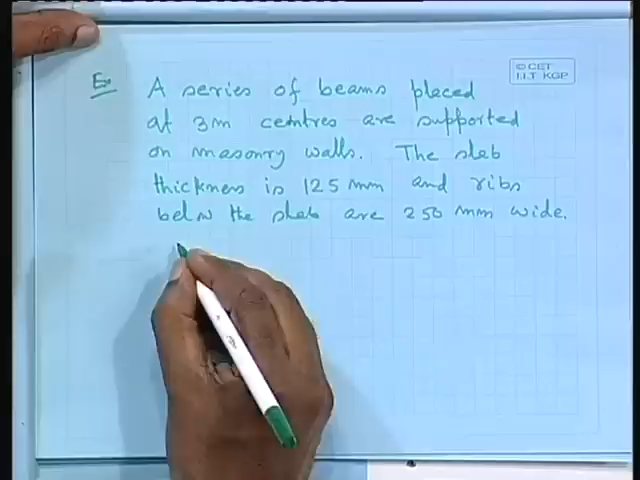 © CET
I.I.T KGP
Ex A series of beams placed
at 3m centres are supported
on masonry walls. The slab
thickness is 125 mm and ribs
below the slab are 250 mm wide.